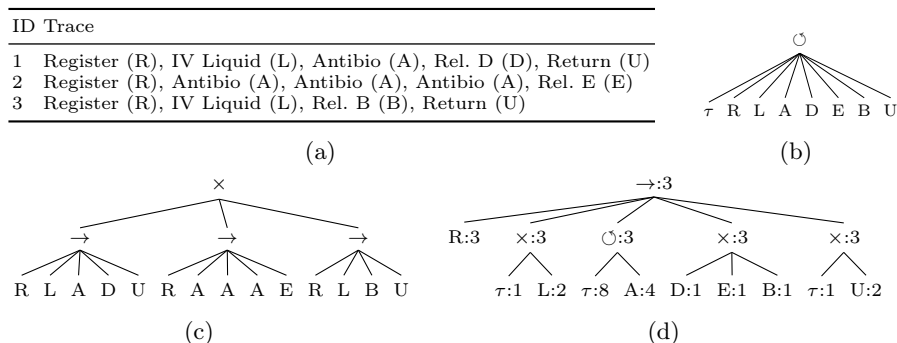 ID Trace
1 Register (R), IV Liquid (L), Antibio (A), Rel. D (D), Return (U)
2 Register (R), Antibio (A), Antibio (A), Antibio (A), Rel. E (E)
3 Register (R), IV Liquid (L), Rel. B (B), Return (U)
(a)
↺
τ R L A D E B U
(b)
×
→ → →
R L A D U R A A A E R L B U
(c)
→:3
R:3 ×:3 ↺:3 ×:3 ×:3
τ:1 L:2 τ:8 A:4 D:1 E:1 B:1 τ:1 U:2
(d)